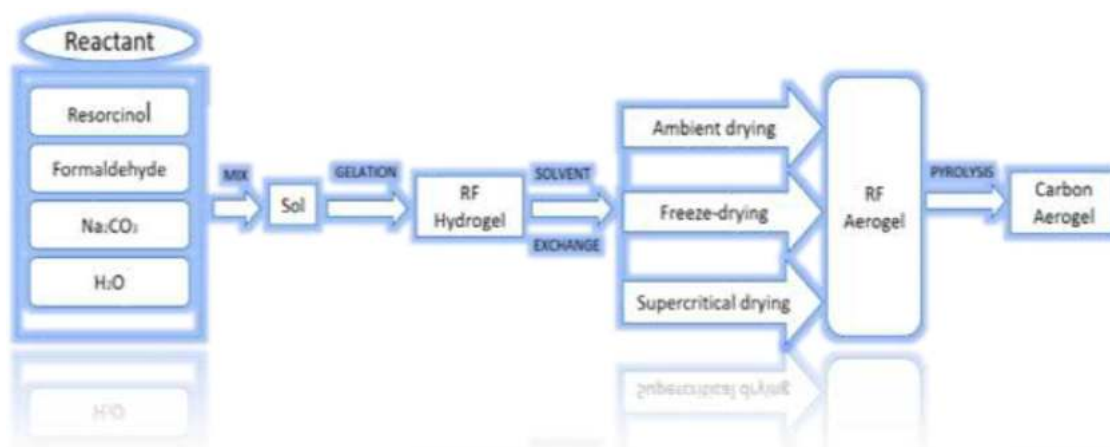 Reactant
Resorcinol
Formaldehyde
Na₂CO₃
H₂O
MIX
Sol
GELATION
RF
Hydrogel
SOLVENT
EXCHANGE
Ambient drying
Freeze-drying
Supercritical drying
RF
Aerogel
PYROLYSIS
Carbon
Aerogel